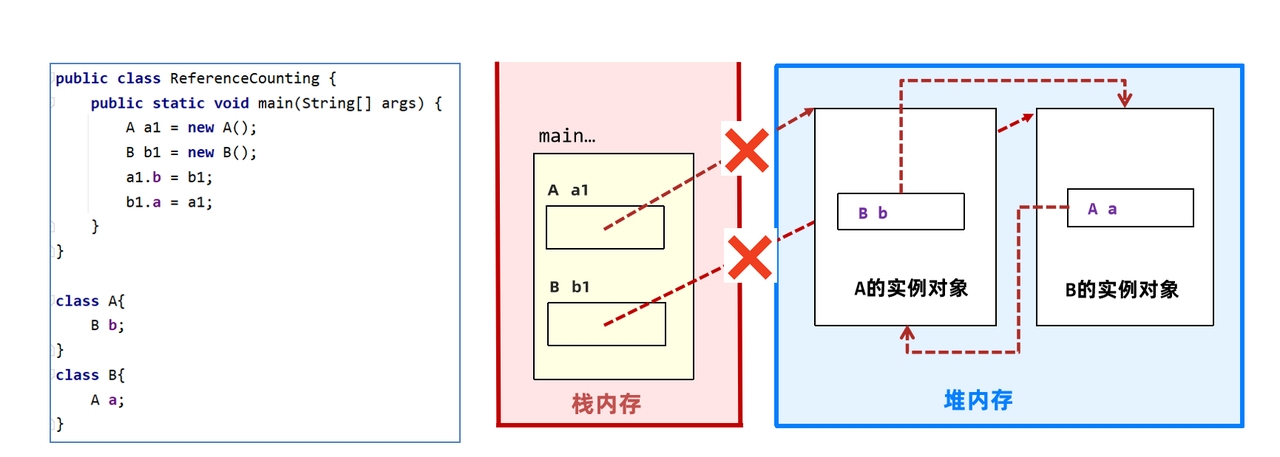 public class ReferenceCounting {
    public static void main(String[] args) {
        A a1 = new A();
        B b1 = new B();
        a1.b = b1;
        b1.a = a1;
    }
}
class A{
    B b;
}
class B{
    A a;
}
main...
A a1
B b1
栈内存
B b
A的实例对象
A a
B的实例对象
堆内存